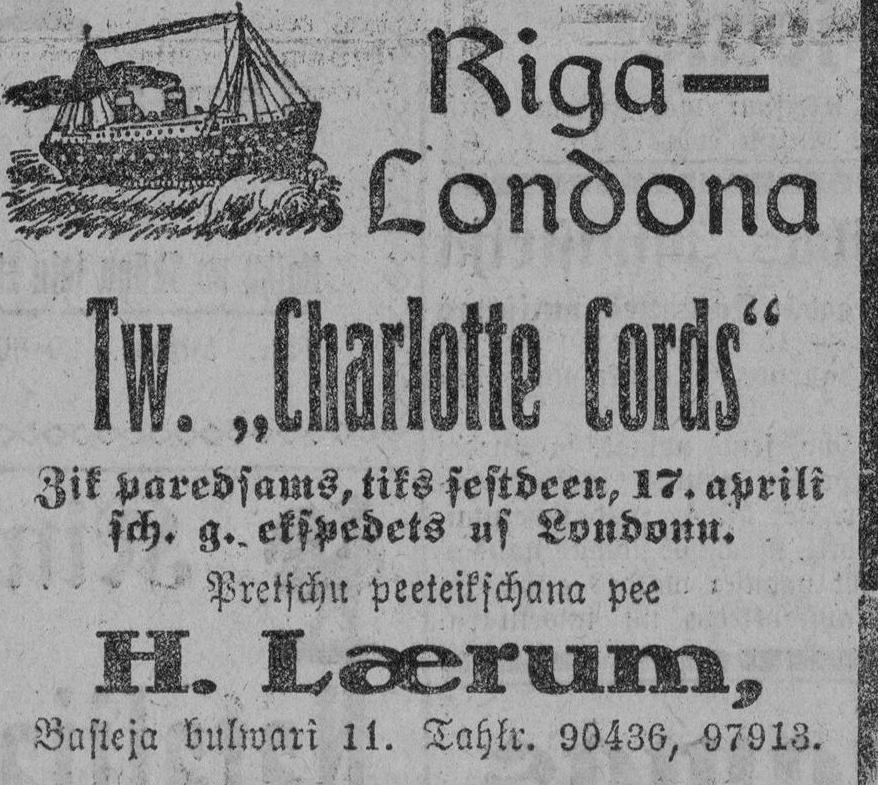 Riga—
Londona
Tw. „Charlotte Cords“
Zik paredsams, tiks sestdeen, 17. aprilî
sch. g. ekspedets us Londonu.
Pretschu peeteikschana pee
H. Lærum,
Basteja bulwarî 11. Tahlr. 90436, 97913.